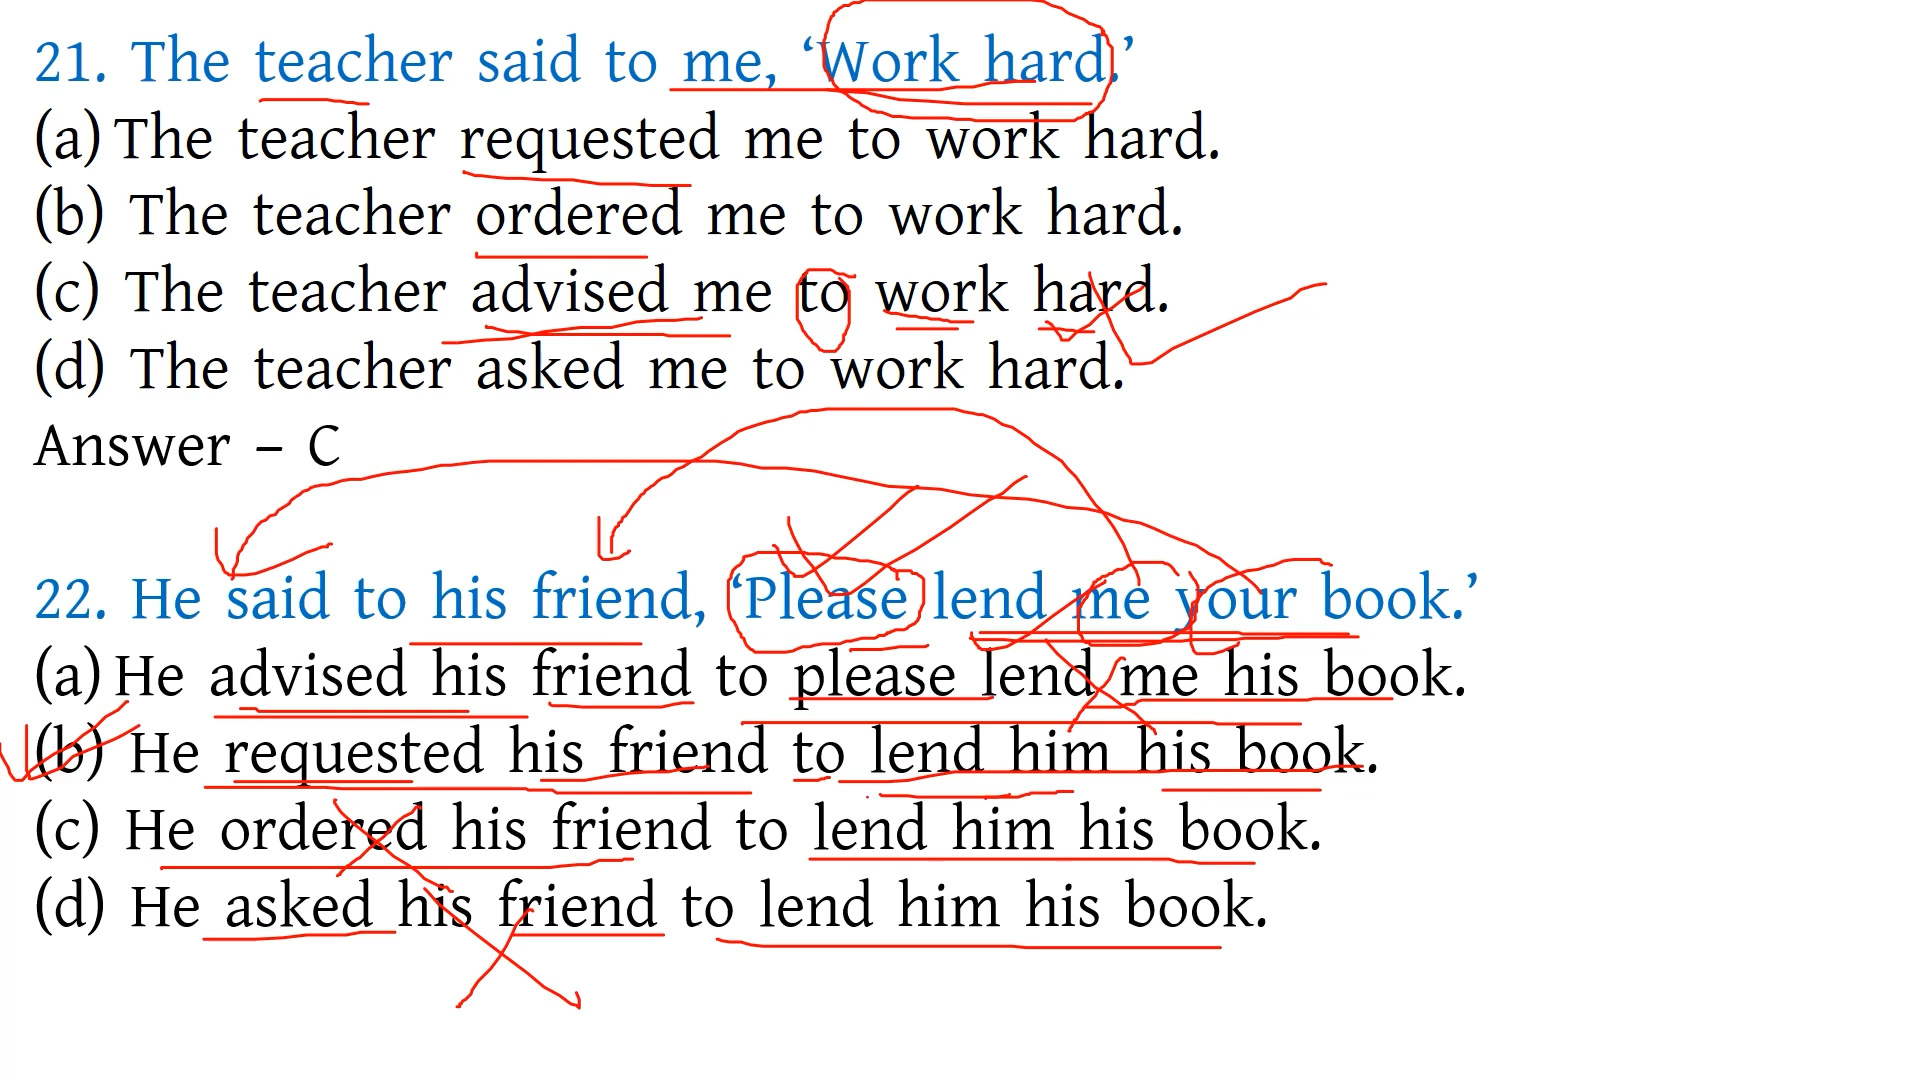 21. The teacher said to me, ‘Work hard.’
(a) The teacher requested me to work hard.
(b) The teacher ordered me to work hard.
(c) The teacher advised me to work hard.
(d) The teacher asked me to work hard.
Answer – C
22. He said to his friend, ‘Please lend me your book.’
(a) He advised his friend to please lend me his book.
(b) He requested his friend to lend him his book.
(c) He ordered his friend to lend him his book.
(d) He asked his friend to lend him his book.